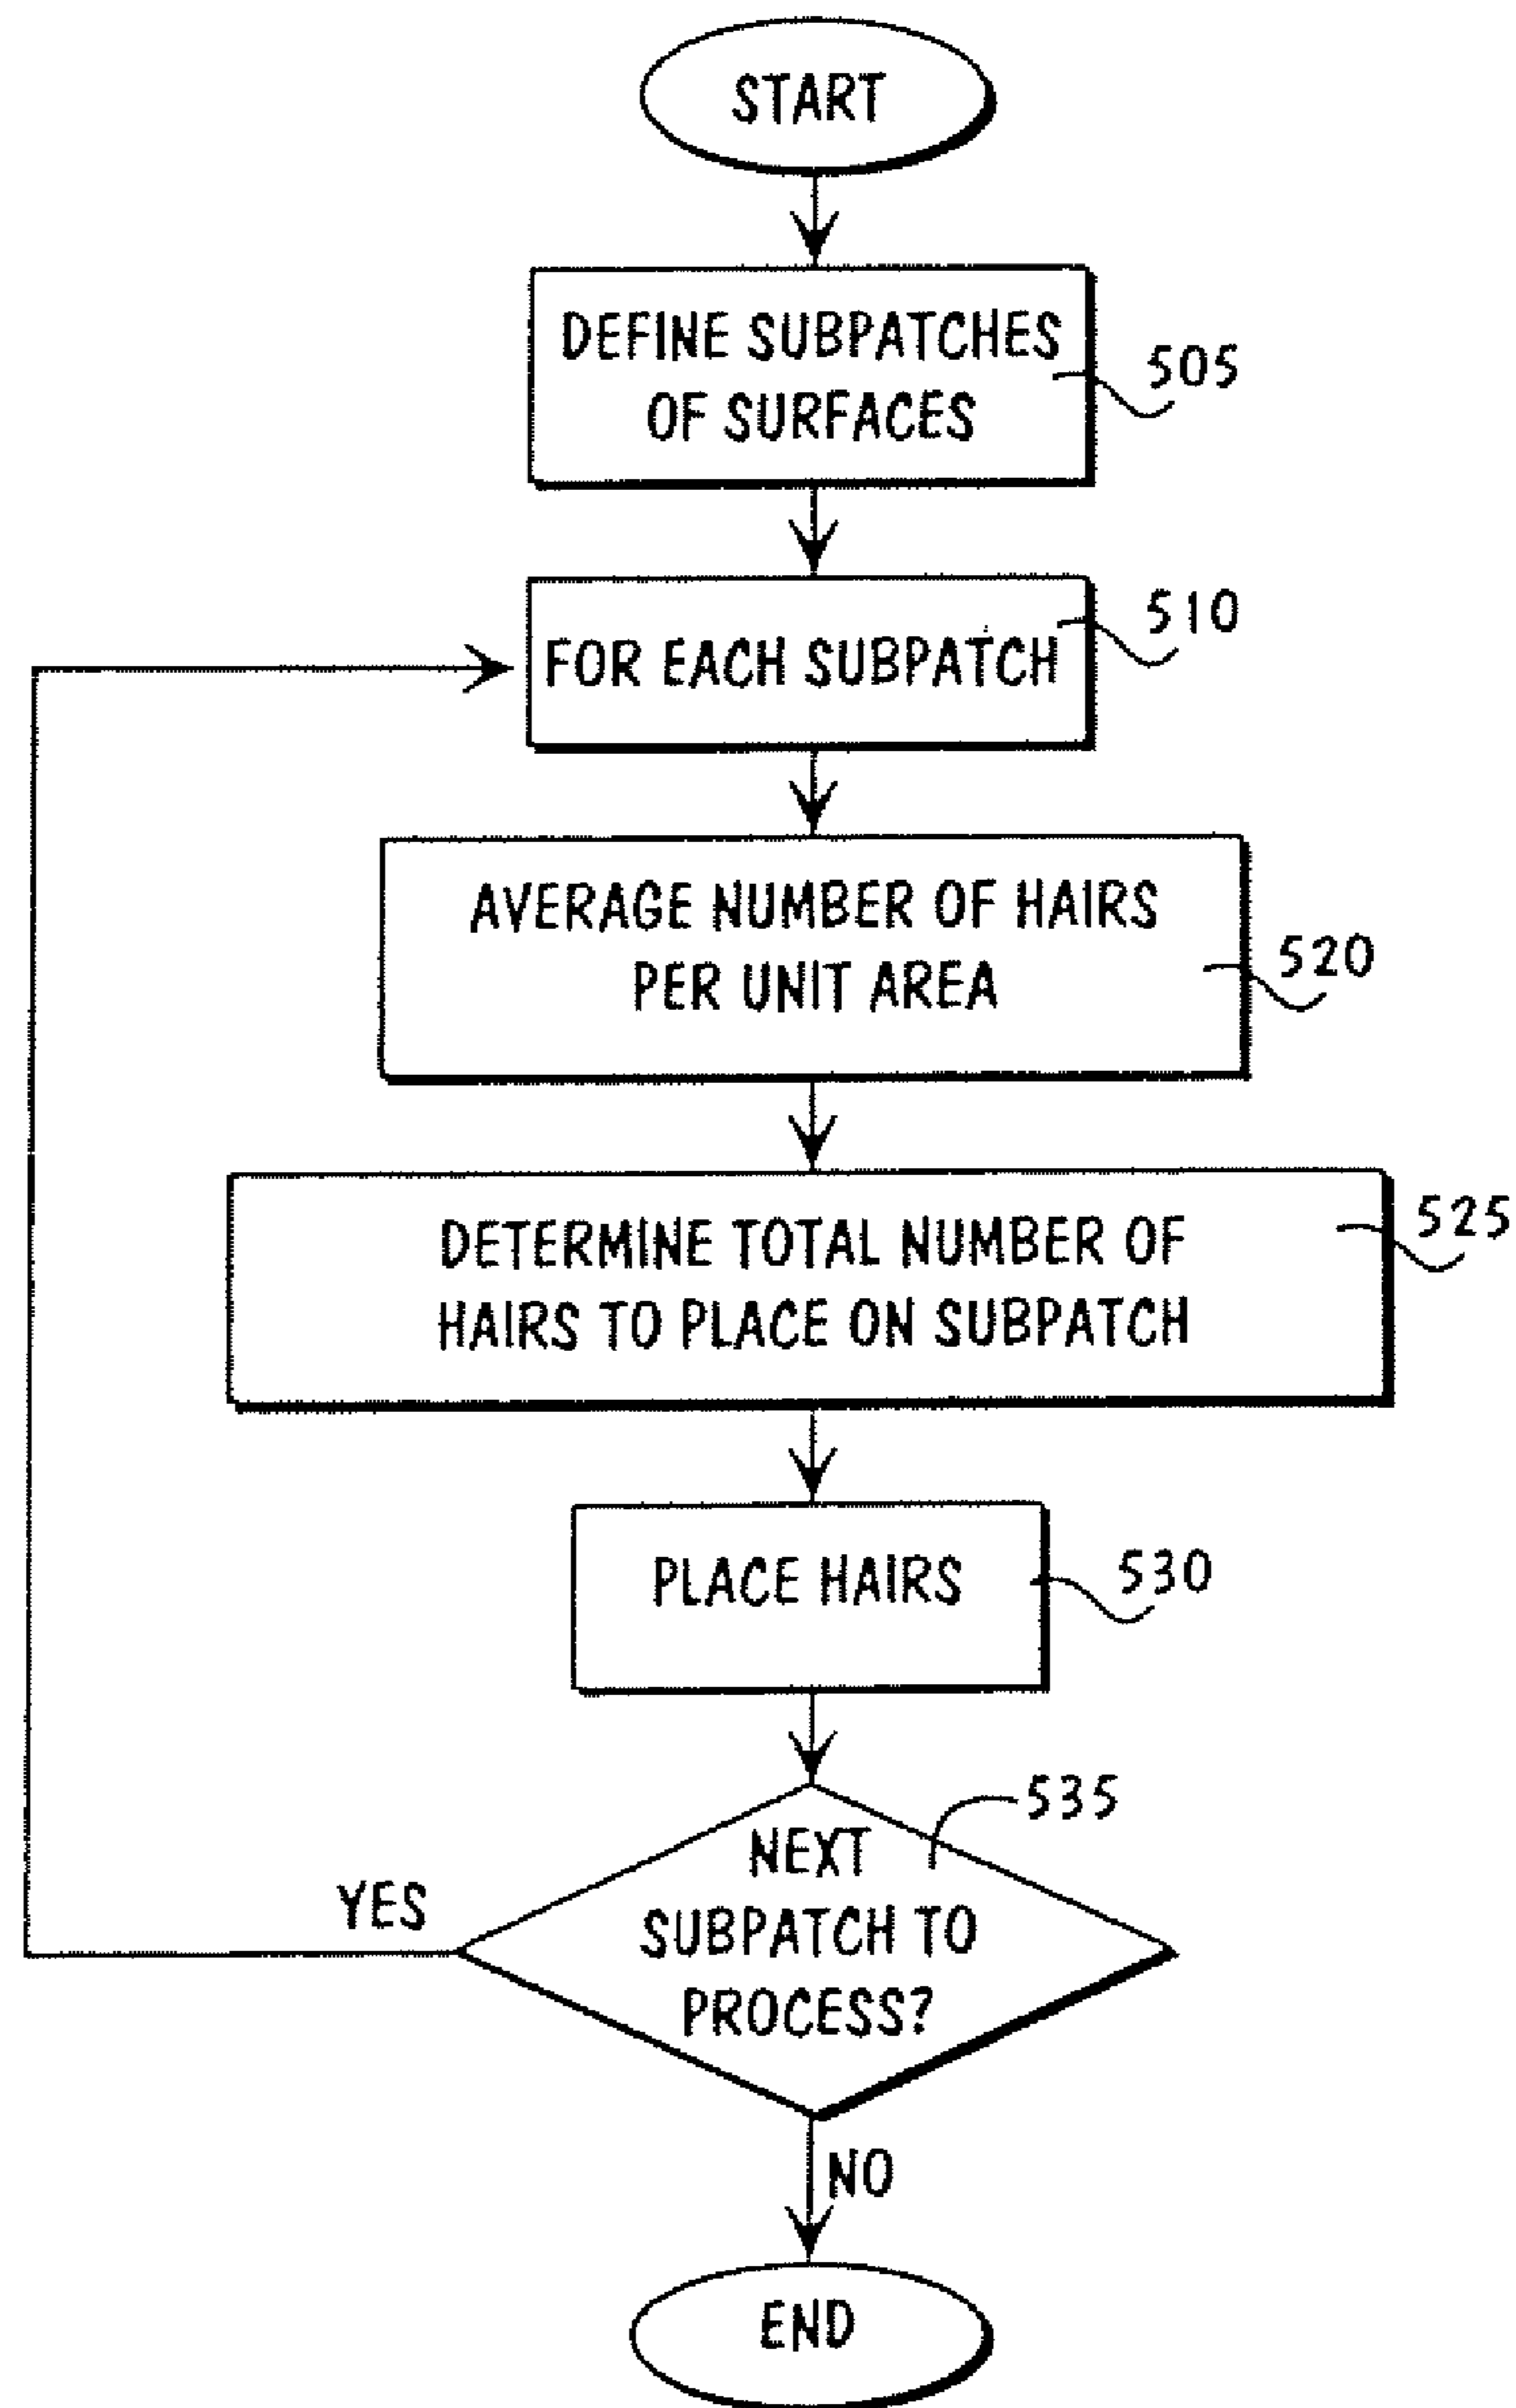 START
DEFINE SUBPATCHES
OF SURFACES
505
FOR EACH SUBPATCH
510
AVERAGE NUMBER OF HAIRS
PER UNIT AREA
520
DETERMINE TOTAL NUMBER OF
HAIRS TO PLACE ON SUBPATCH
525
PLACE HAIRS
530
535
NEXT
SUBPATCH TO
PROCESS?
YES
NO
END